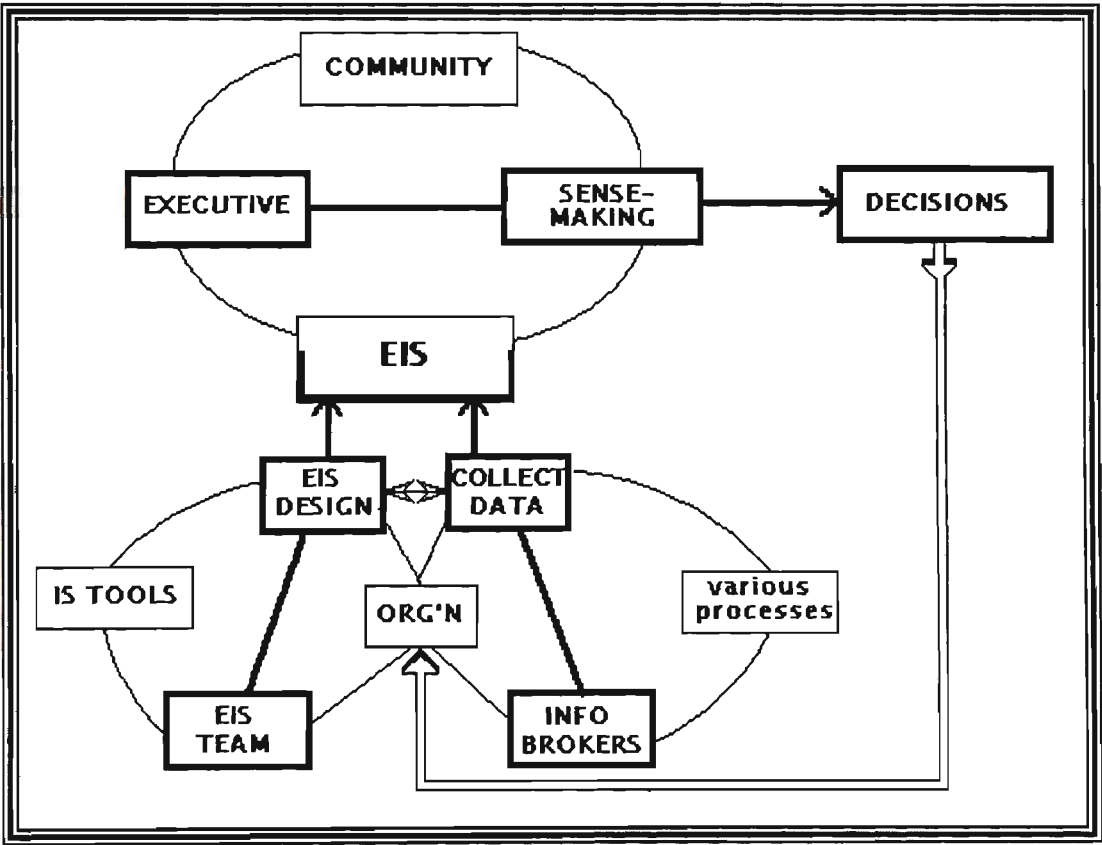 COMMUNITY
EXECUTIVE
SENSE-
MAKING
DECISIONS
EIS
EIS
DESIGN
COLLECT
DATA
IS TOOLS
ORG'N
various
processes
EIS
TEAM
INFO
BROKERS